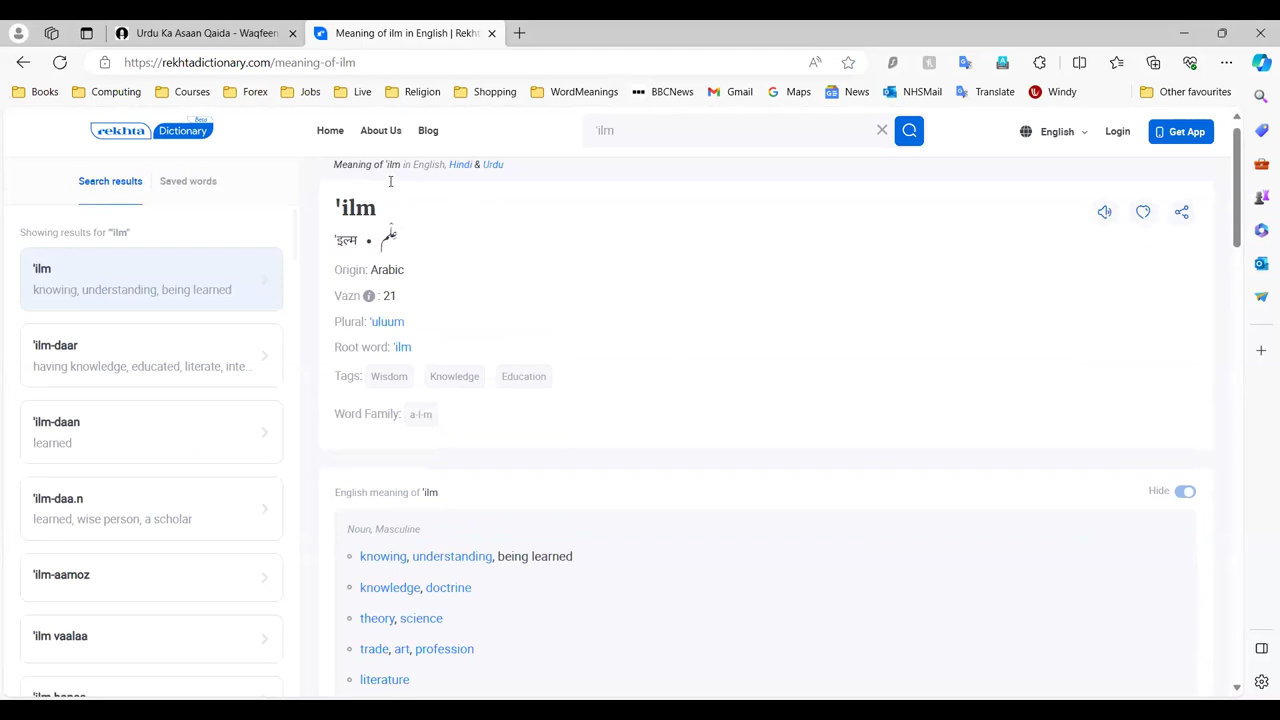 Urdu Ka Asaan Qaida - Waqfeen
Meaning of ilm in English | Rekht
https://rekhtadictionary.com/meaning-of-ilm
Books Computing Courses Forex Jobs Live Religion Shopping WordMeanings BBCNews Gmail Maps News NHSMail Translate Windy Other favourites
rekhta Dictionary Beta
Home About Us Blog
'ilm
English Login Get App
Search results Saved words
Showing results for "'ilm"
'ilm
knowing, understanding, being learned
'ilm-daar
having knowledge, educated, literate, inte...
'ilm-daan
learned
'ilm-daa.n
learned, wise person, a scholar
'ilm-aamoz
'ilm vaalaa
Meaning of 'ilm in English, Hindi & Urdu
'ilm
'इल्म • عِلْم
Origin: Arabic
Vazn i : 21
Plural: 'uluum
Root word: 'ilm
Tags: Wisdom Knowledge Education
Word Family: a-l-m
English meaning of 'ilm
Hide
Noun, Masculine
knowing, understanding, being learned
knowledge, doctrine
theory, science
trade, art, profession
literature